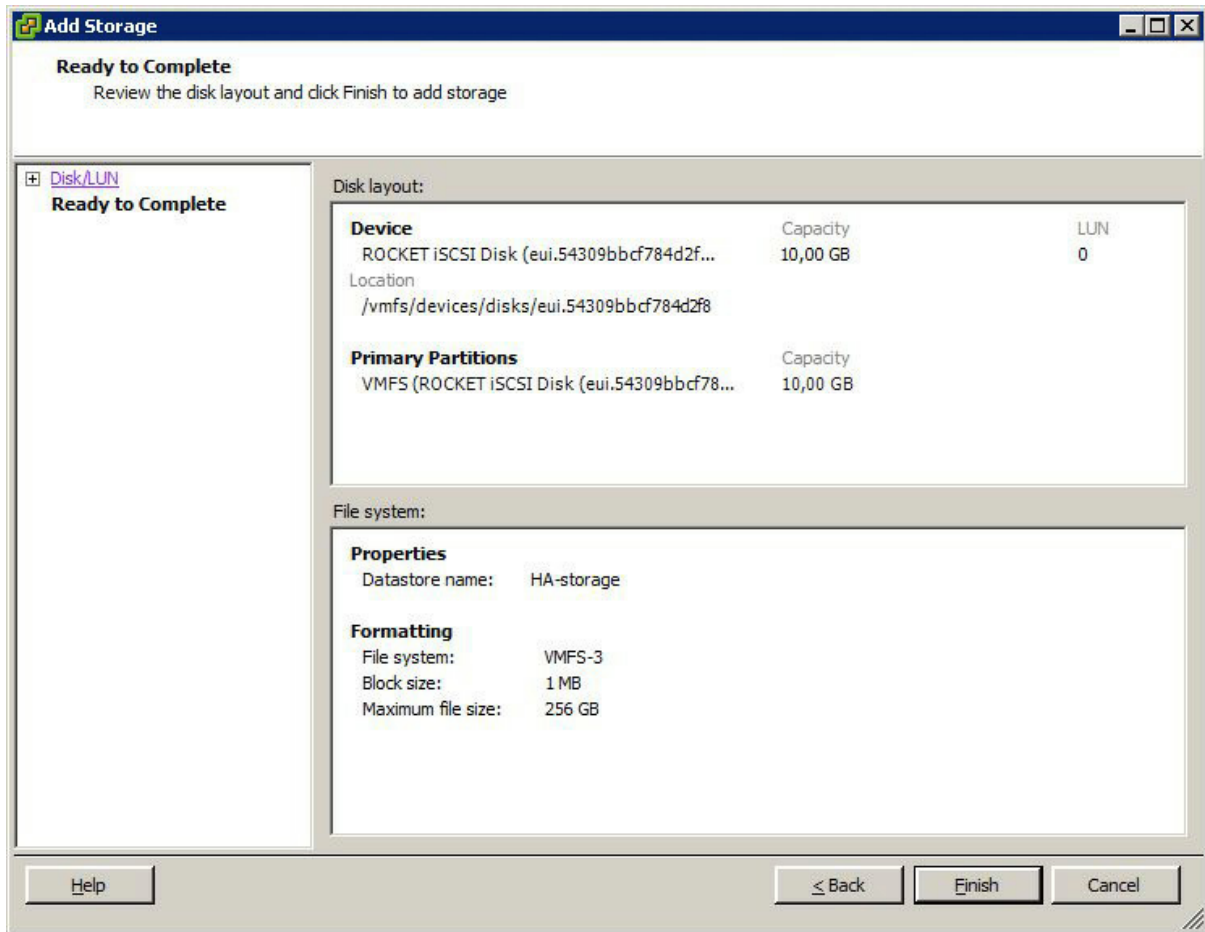 Add Storage
Ready to Complete
Review the disk layout and click Finish to add storage
Disk/LUN
Ready to Complete
Disk layout:
Device Capacity LUN
ROCKET iSCSI Disk (eui.54309bbcf784d2f... 10,00 GB 0
Location
/vmfs/devices/disks/eui.54309bbcf784d2f8
Primary Partitions Capacity
VMFS (ROCKET iSCSI Disk (eui.54309bbcf78... 10,00 GB
File system:
Properties
Datastore name: HA-storage
Formatting
File system: VMFS-3
Block size: 1 MB
Maximum file size: 256 GB
Help < Back Finish Cancel